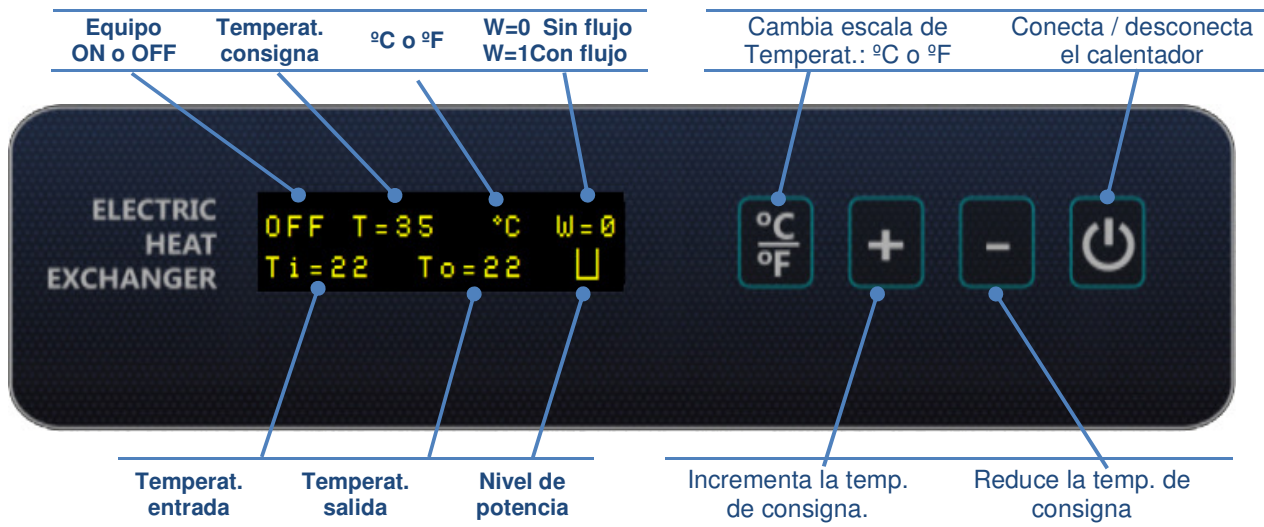 Equipo
ON o OFF
Temperat.
consigna
ºC o ºF
W=0 Sin flujo
W=1Con flujo
Cambia escala de
Temperat.: ºC o ºF
Conecta / desconecta
el calentador
ELECTRIC
HEAT
EXCHANGER
OFF T=35 °C W=0
Ti=22 To=22
ºC
ºF
+
-
Temperat.
entrada
Temperat.
salida
Nivel de
potencia
Incrementa la temp.
de consigna.
Reduce la temp. de
consigna